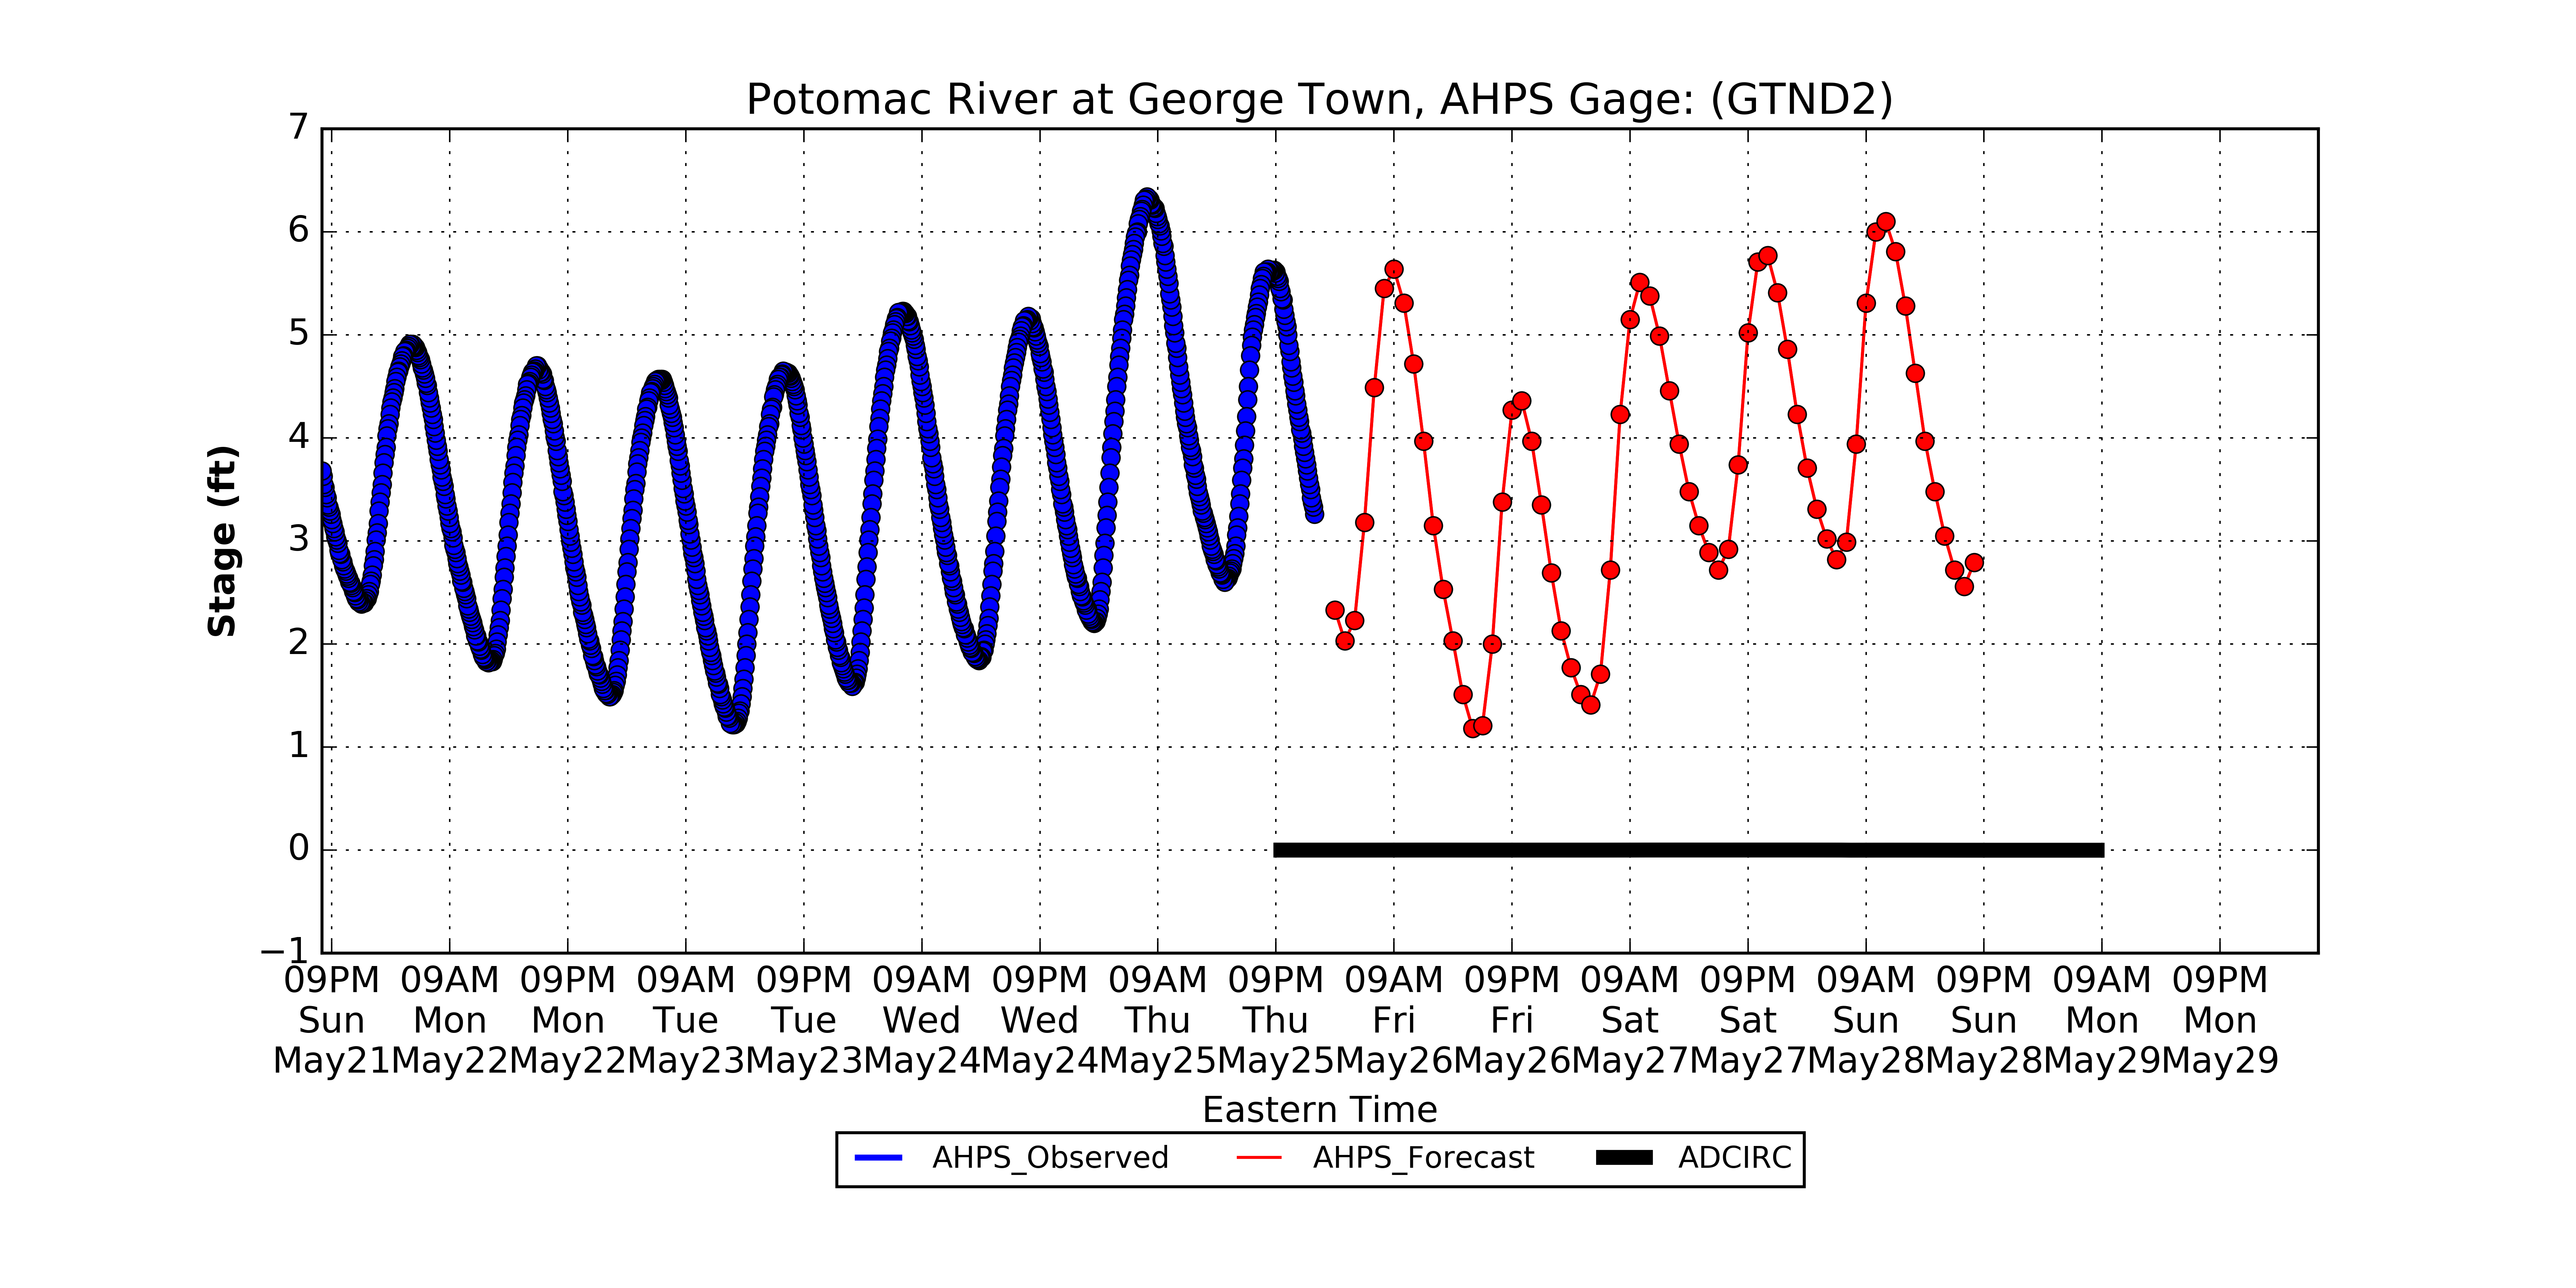 Potomac River at George Town, AHPS Gage: (GTND2)
7
6
5
4
3
2
1
0
−1
Stage (ft)
09PM 09AM 09PM 09AM 09PM 09AM 09PM 09AM 09PM 09AM 09PM 09AM 09PM 09AM 09PM 09AM 09PM
Sun Mon Mon Tue Tue Wed Wed Thu Thu Fri Fri Sat Sat Sun Sun Mon Mon
May21 May22 May22 May23 May23 May24 May24 May25 May25 May26 May26 May27 May27 May28 May28 May29 May29
Eastern Time
AHPS_Observed AHPS_Forecast ADCIRC